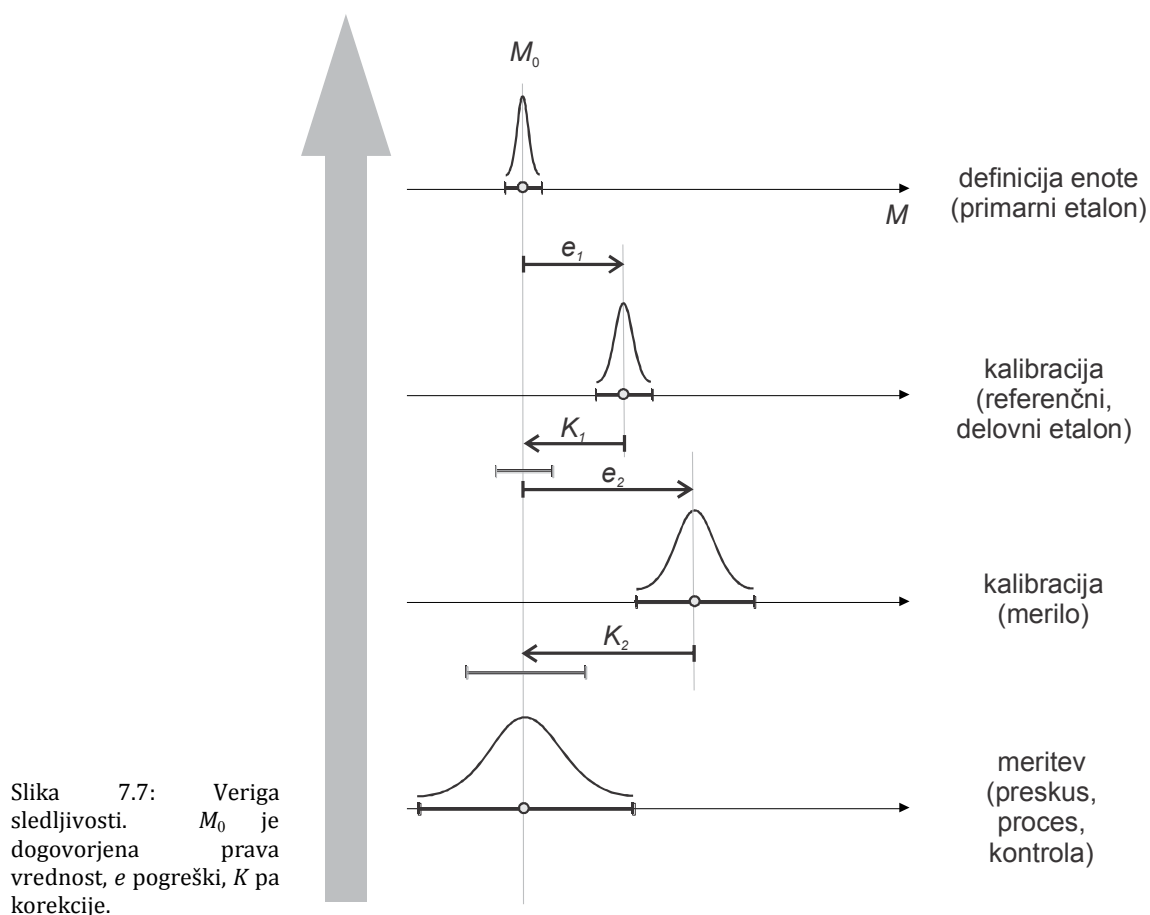 M₀
definicija enote
(primarni etalon)
M
e₁
kalibracija
(referenčni,
delovni etalon)
K₁
e₂
kalibracija
(merilo)
K₂
meritev
(preskus,
proces,
kontrola)
Slika 7.7: Veriga
sledljivosti. M₀ je
dogovorjena prava
vrednost, e pogreški, K pa
korekcije.